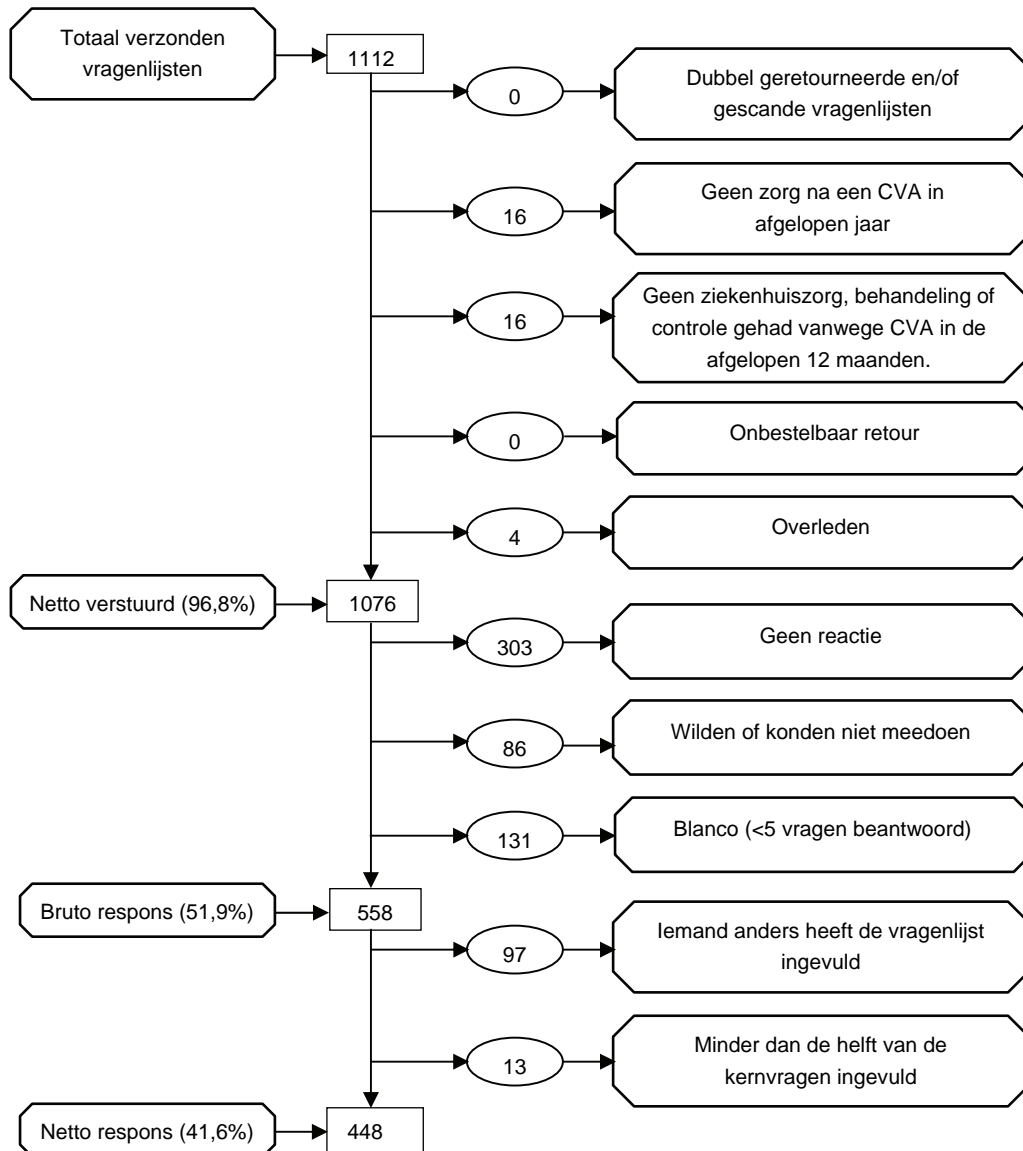 Totaal verzonden
vragenlijsten
1112
0
Dubbel geretourneerde en/of
gescande vragenlijsten
16
Geen zorg na een CVA in
afgelopen jaar
16
Geen ziekenhuiszorg, behandeling of
controle gehad vanwege CVA in de
afgelopen 12 maanden.
0
Onbestelbaar retour
4
Overleden
Netto verstuurd (96,8%)
1076
303
Geen reactie
86
Wilden of konden niet meedoen
131
Blanco (<5 vragen beantwoord)
Bruto respons (51,9%)
558
97
Iemand anders heeft de vragenlijst
ingevuld
13
Minder dan de helft van de
kernvragen ingevuld
Netto respons (41,6%)
448